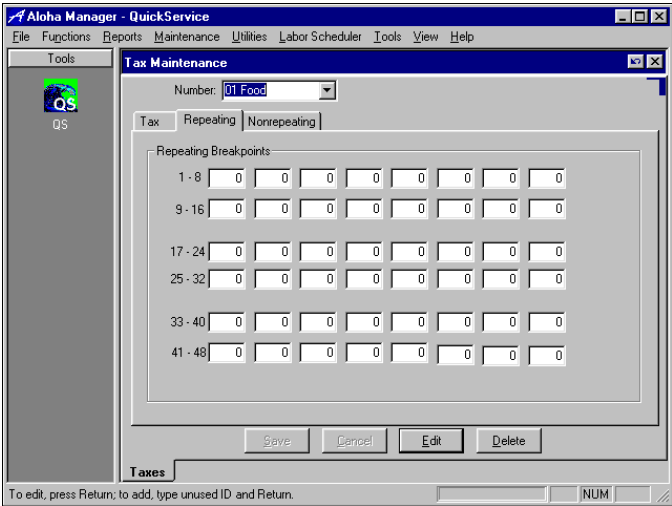 Aloha Manager - QuickService
File Functions Reports Maintenance Utilities Labor Scheduler Tools View Help
Tools
QS
QS
Tax Maintenance
Number: 01 Food
Tax Repeating Nonrepeating
Repeating Breakpoints
1 - 8 0 0 0 0 0 0 0 0
9 - 16 0 0 0 0 0 0 0 0
17 - 24 0 0 0 0 0 0 0 0
25 - 32 0 0 0 0 0 0 0 0
33 - 40 0 0 0 0 0 0 0 0
41 - 48 0 0 0 0 0 0 0 0
Save Cancel Edit Delete
Taxes
To edit, press Return; to add, type unused ID and Return. NUM